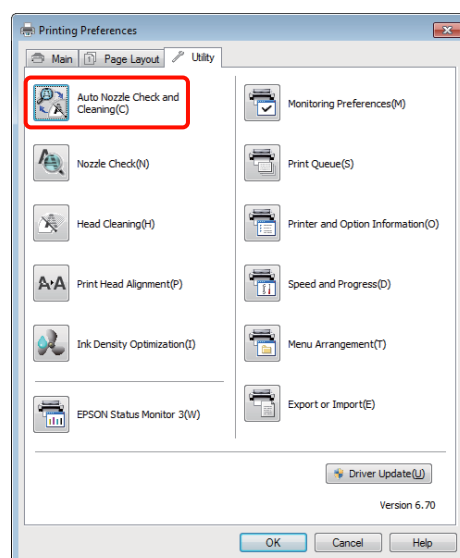 Printing Preferences
Main
Page Layout
Utility
Auto Nozzle Check and
Cleaning(C)
Monitoring Preferences(M)
Nozzle Check(N)
Print Queue(S)
Head Cleaning(H)
Printer and Option Information(O)
Print Head Alignment(P)
Speed and Progress(D)
Ink Density Optimization(I)
Menu Arrangement(T)
EPSON Status Monitor 3(W)
Export or Import(E)
Driver Update(U)
Version 6.70
OK
Cancel
Help